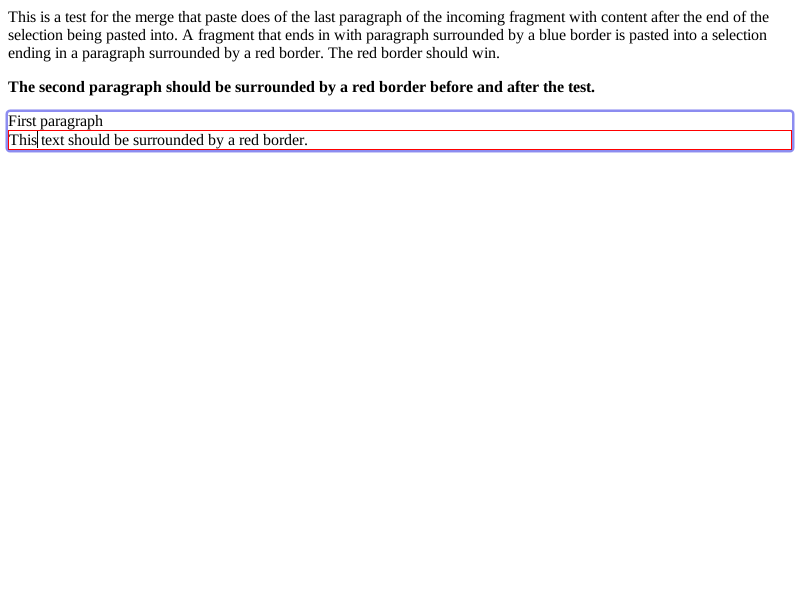 This is a test for the merge that paste does of the last paragraph of the incoming fragment with content after the end of the
selection being pasted into. A fragment that ends in with paragraph surrounded by a blue border is pasted into a selection
ending in a paragraph surrounded by a red border. The red border should win.
The second paragraph should be surrounded by a red border before and after the test.
First paragraph
This text should be surrounded by a red border.